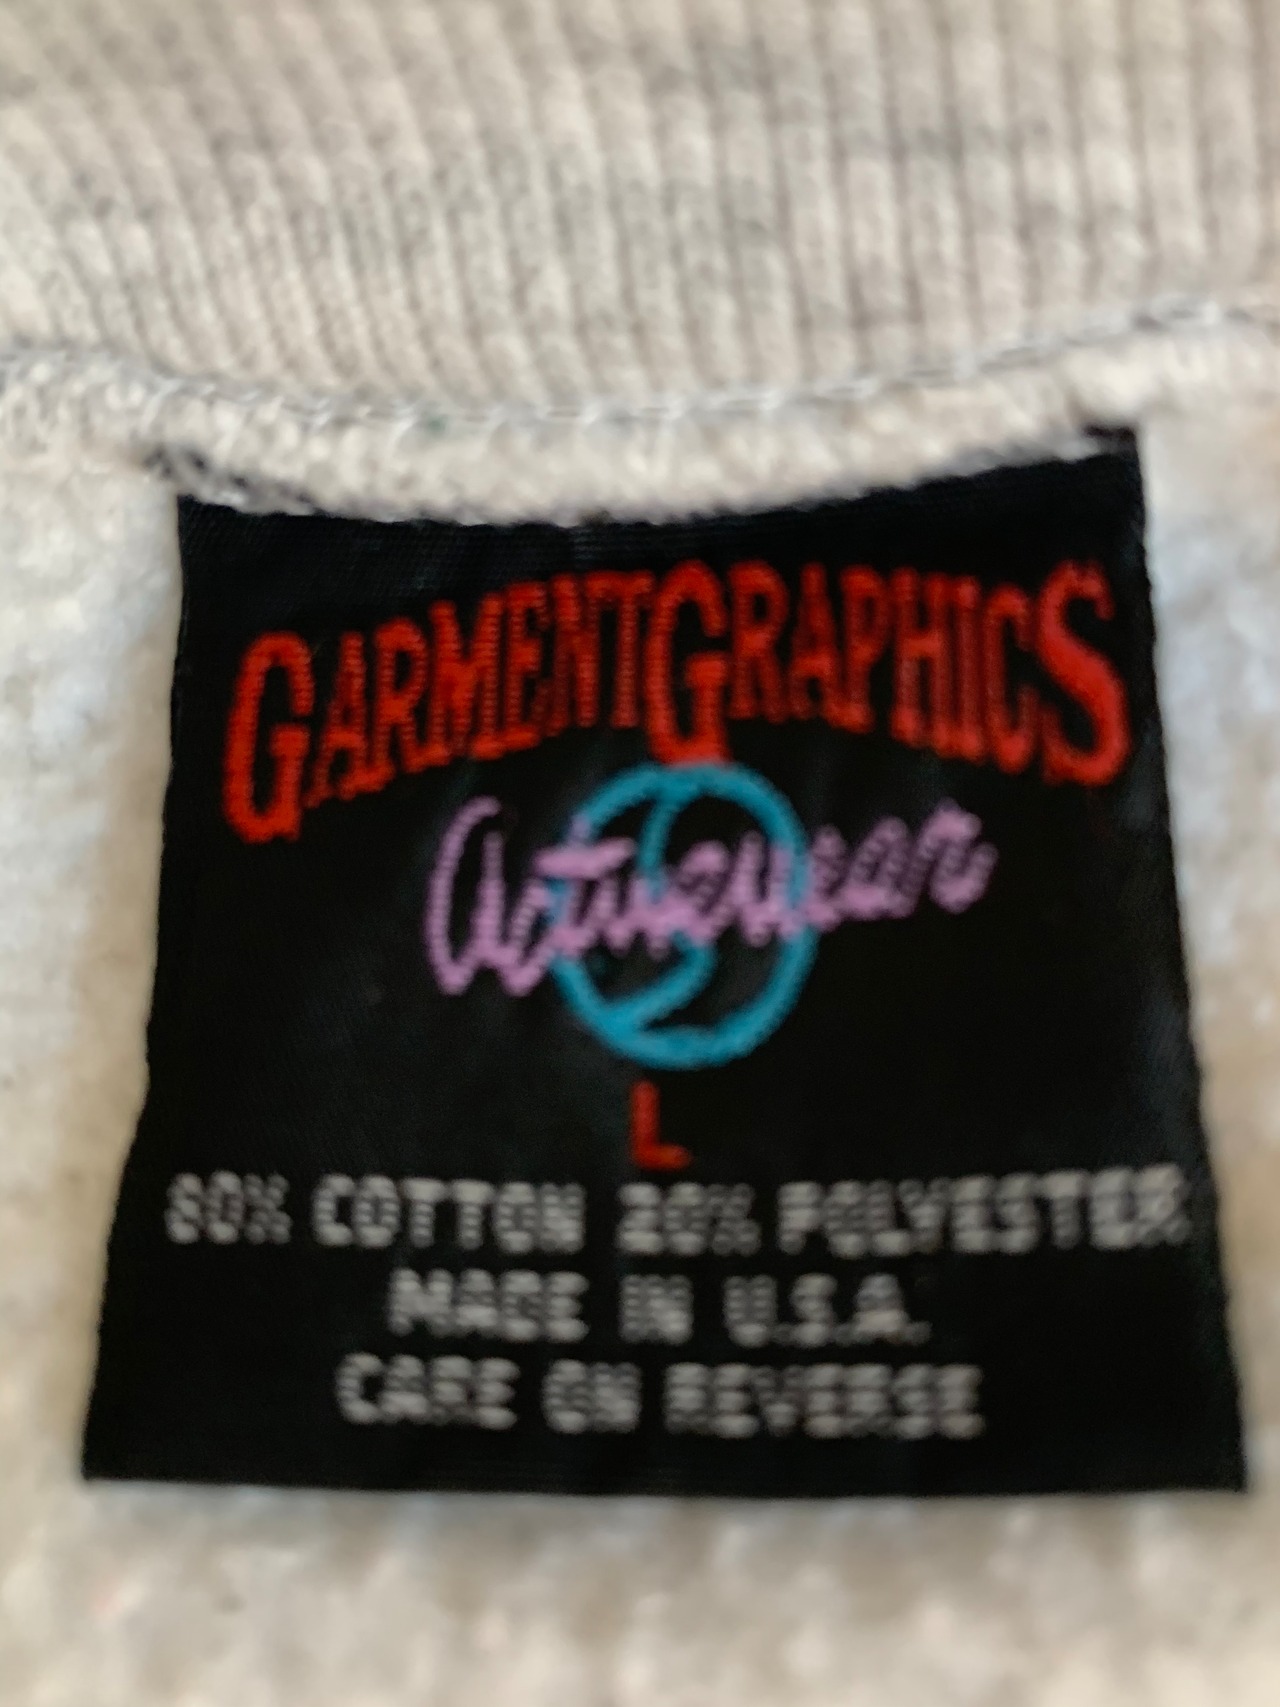 GARMENTGRAPHICS
Activewear
L
80% COTTON 20% POLYESTER
MADE IN U.S.A.
CARE ON REVERSE